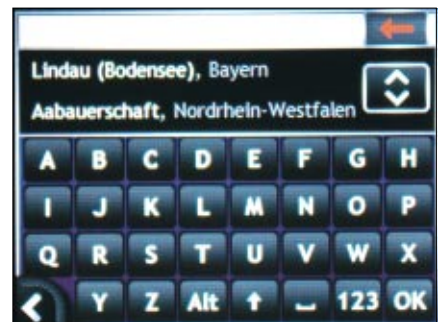 Lindau (Bodensee), Bayern
Aabauerschaft, Nordrhein-Westfalen
A B C D E F G H
I J K L M N O P
Q R S T U V W X
Y Z Alt 123 OK